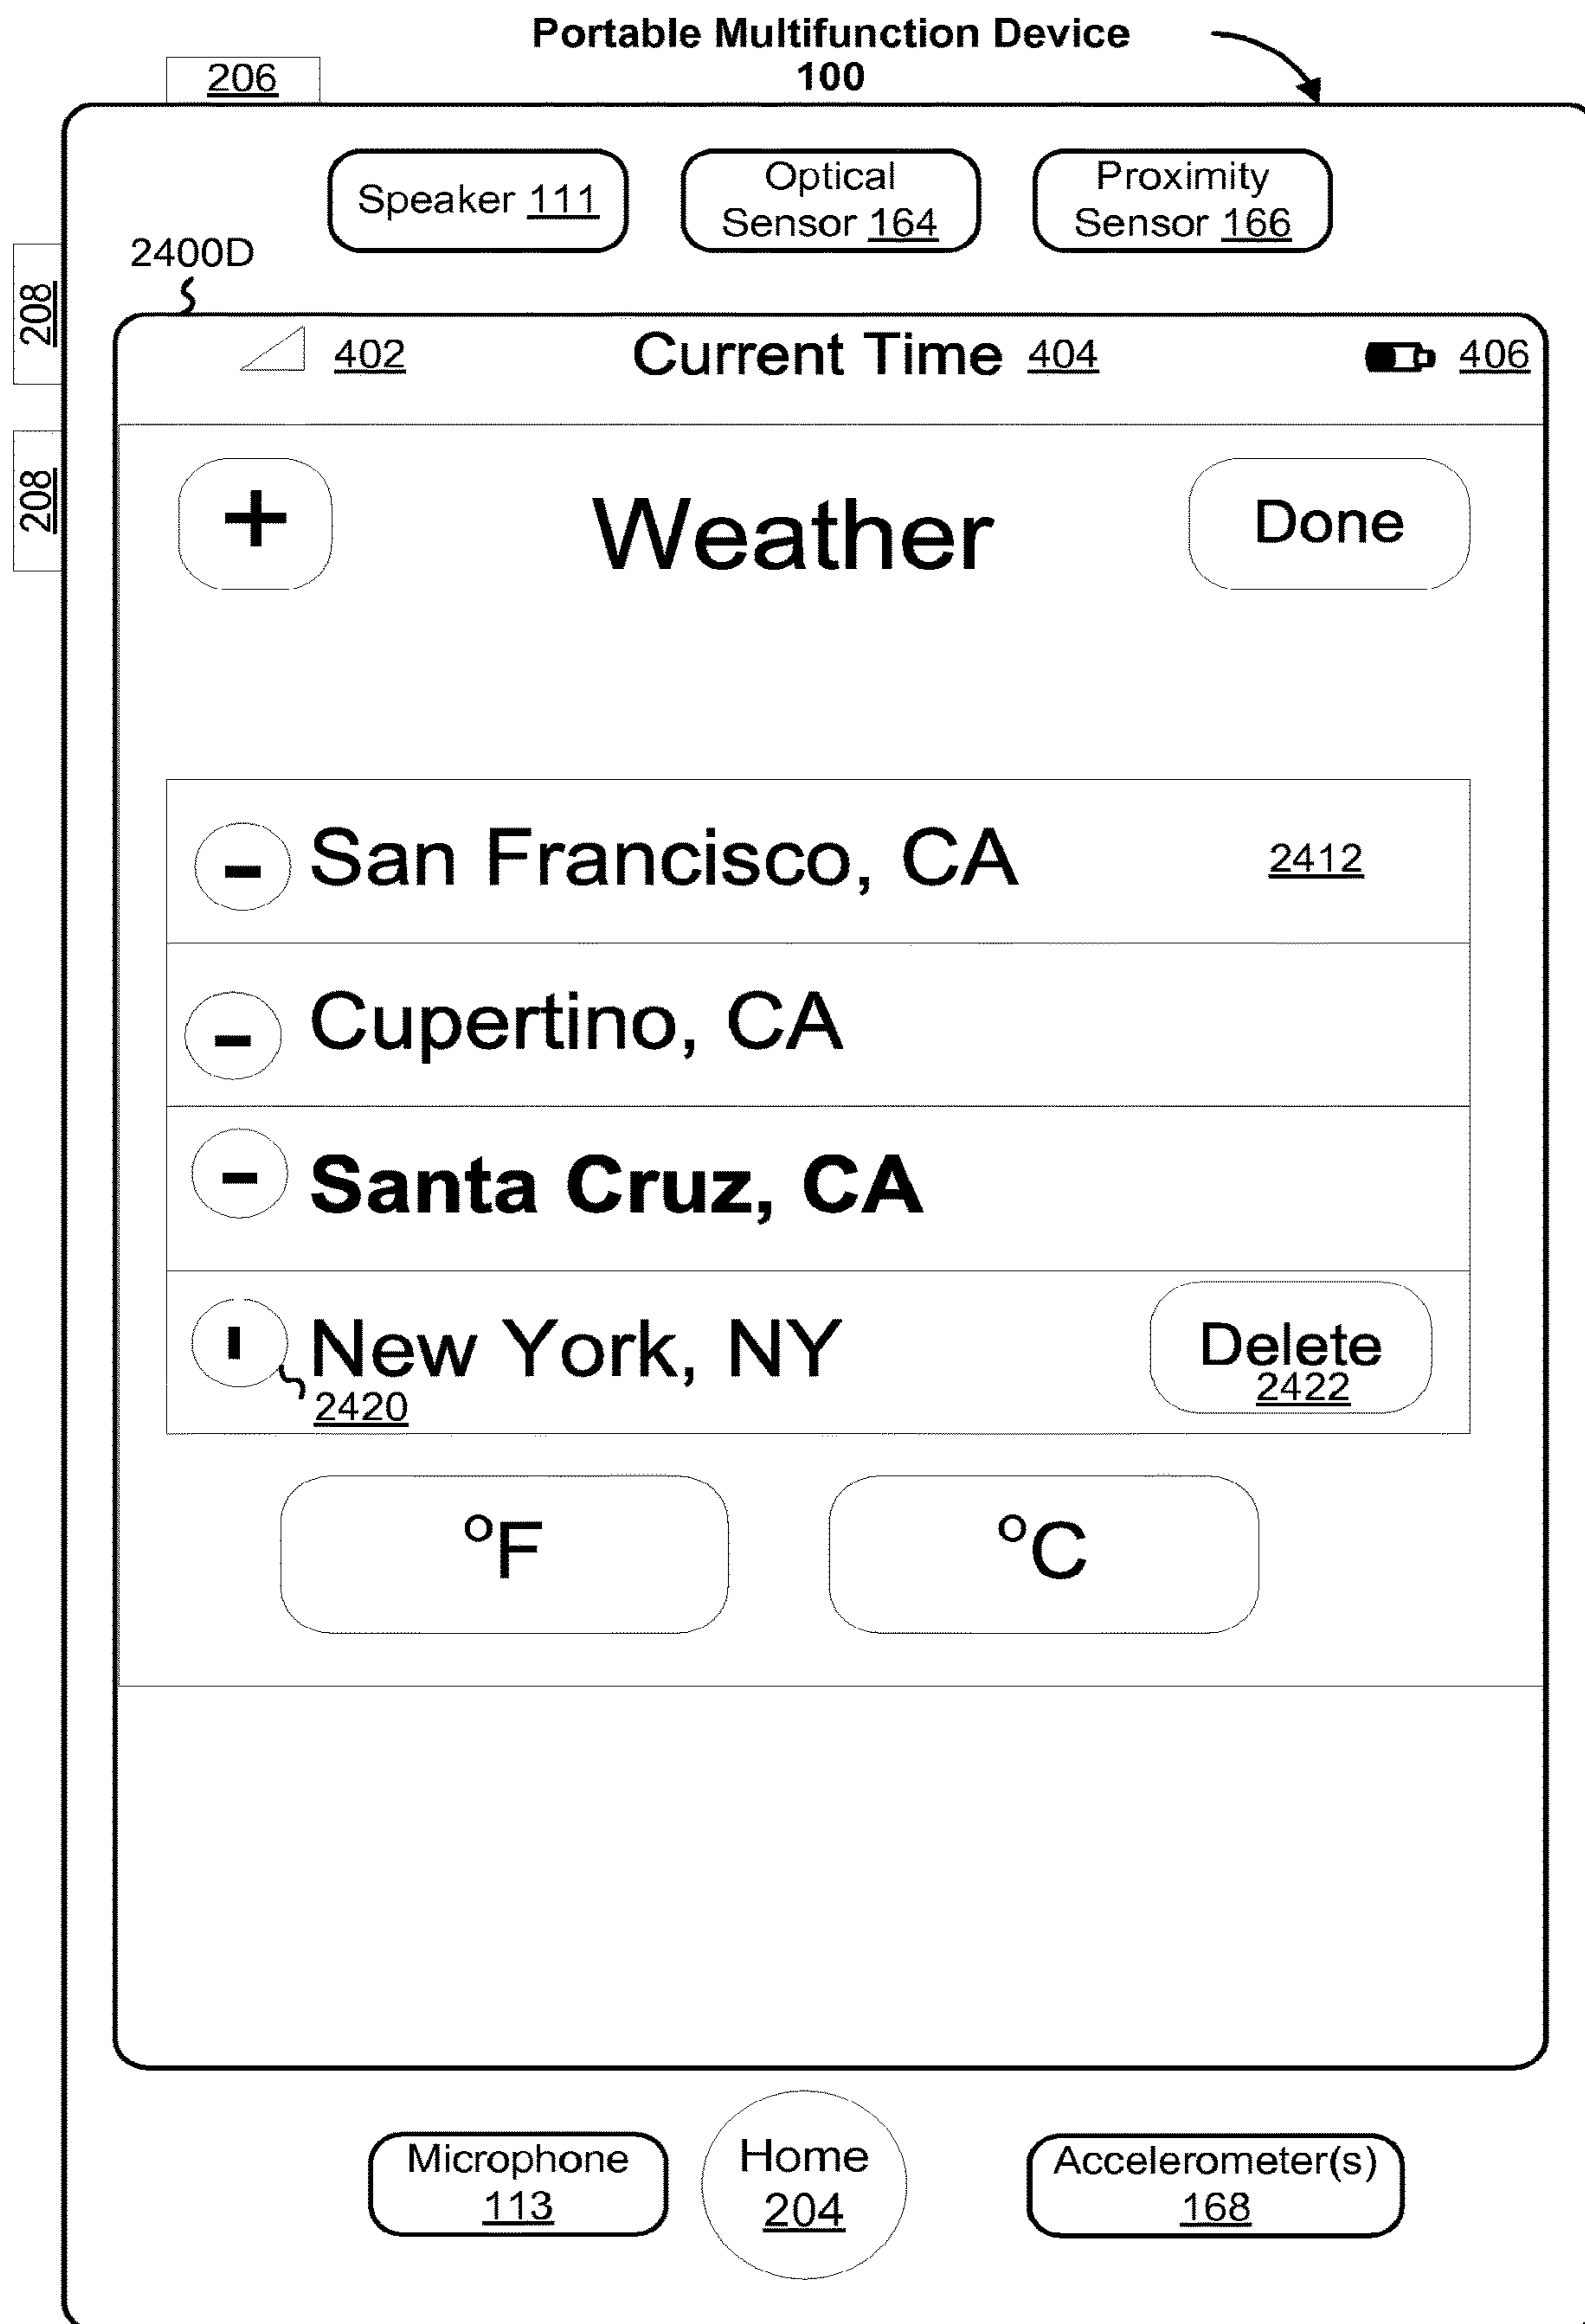 Portable Multifunction Device
100
206
Speaker 111
Optical
Sensor 164
Proximity
Sensor 166
2400D
208
208
402
Current Time 404
406
+
Weather
Done
- San Francisco, CA
2412
- Cupertino, CA
- Santa Cruz, CA
New York, NY
2420
Delete
2422
°F
°C
Microphone
113
Home
204
Accelerometer(s)
168